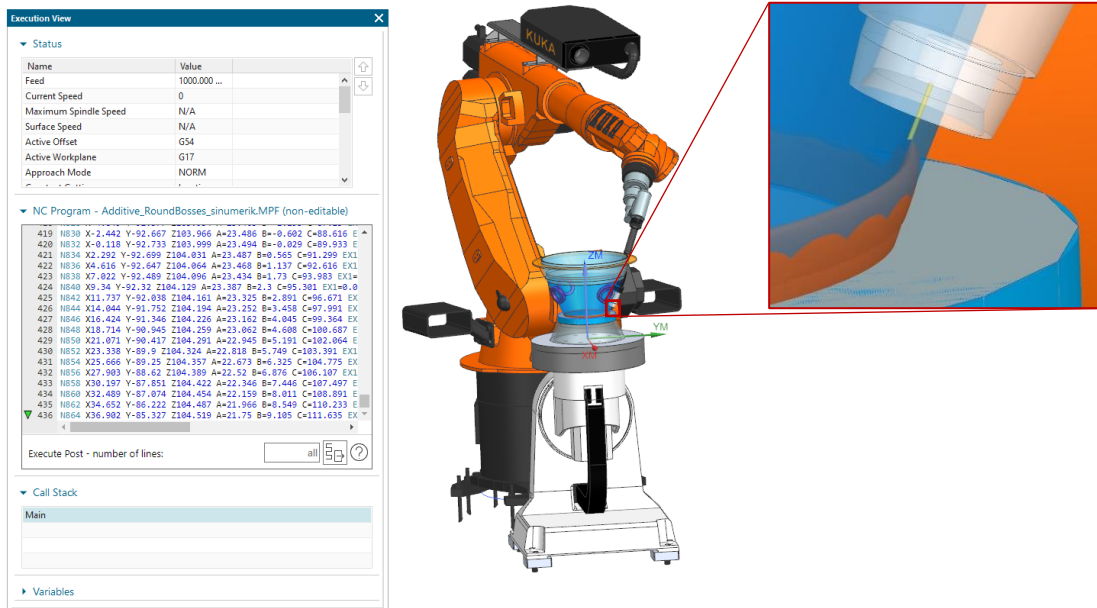 Execution View
Status
Name Value
Feed 1000.000 ...
Current Speed 0
Maximum Spindle Speed N/A
Surface Speed N/A
Active Offset G54
Active Workplane G17
Approach Mode NORM
NC Program - Additive_RoundBosses_sinumerik.MPF (non-editable)
419 N830 X-2.442 Y-92.667 Z103.966 A=23.486 B=-0.602 C=88.616 E
420 N832 X-0.118 Y-92.733 Z103.999 A=23.494 B=-0.029 C=89.933 E
421 N834 X2.292 Y-92.699 Z104.031 A=23.487 B=0.565 C=91.299 EX1
422 N836 X4.616 Y-92.647 Z104.064 A=23.468 B=1.137 C=92.616 EX
423 N838 X7.022 Y-92.489 Z104.096 A=23.434 B=1.73 C=93.983 EX1=
424 N840 X9.34 Y-92.32 Z104.129 A=23.387 B=2.3 C=95.301 EX1=0.0
425 N842 X11.737 Y-92.038 Z104.161 A=23.325 B=2.891 C=96.671 EX
426 N844 X14.044 Y-91.752 Z104.194 A=23.252 B=3.458 C=97.991 EX
427 N846 X16.424 Y-91.346 Z104.226 A=23.162 B=4.045 C=99.364 EX
428 N848 X18.714 Y-90.945 Z104.259 A=23.062 B=4.608 C=100.687 E
429 N850 X21.071 Y-90.417 Z104.291 A=22.945 B=5.191 C=102.064 E
430 N852 X23.338 Y-89.9 Z104.324 A=22.818 B=5.749 C=103.391 EX1
431 N854 X25.666 Y-89.25 Z104.357 A=22.673 B=6.325 C=104.775 EX
432 N856 X27.903 Y-88.62 Z104.389 A=22.52 B=6.876 C=106.107 EX1
433 N858 X30.197 Y-87.851 Z104.422 A=22.346 B=7.446 C=107.497 E
434 N860 X32.489 Y-87.074 Z104.454 A=22.159 B=8.011 C=108.891 E
435 N862 X34.652 Y-86.222 Z104.487 A=21.966 B=8.549 C=110.233 E
436 N864 X36.902 Y-85.327 Z104.519 A=21.75 B=9.105 C=111.635 EX
Execute Post - number of lines: all
Call Stack
Main
Variables
KUKA
KUKA
ZM
YM
XM